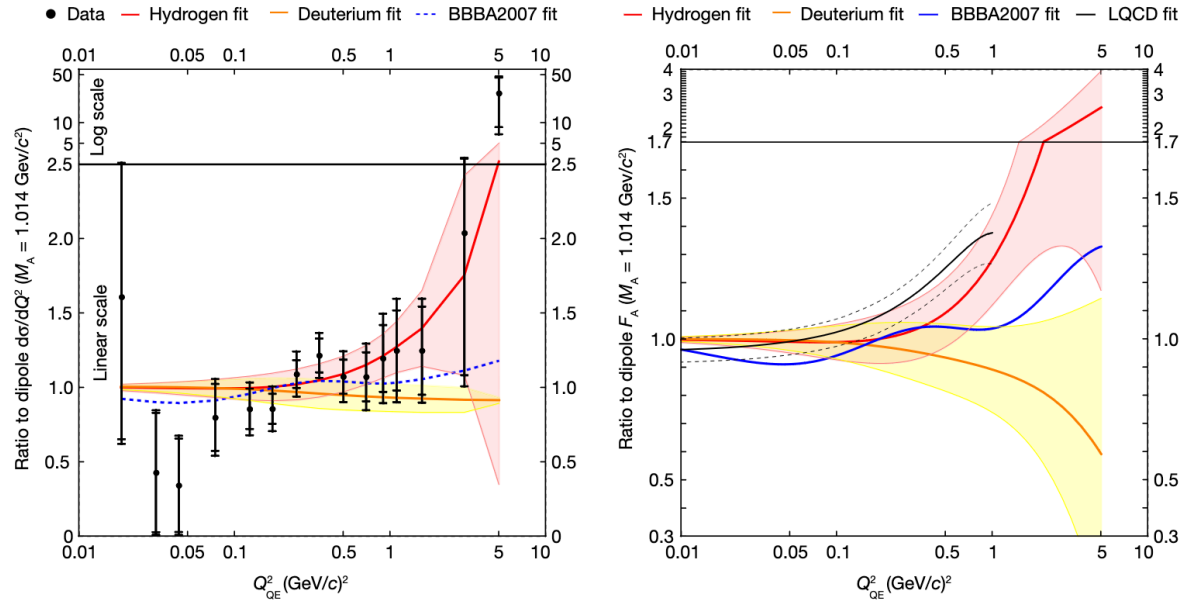 Data Hydrogen fit Deuterium fit BBBA2007 fit
0.05 0.1 0.5 1 5 10
Ratio to dipole dσ/dQ² (M_A = 1.014 Gev/c²)
Log scale
Linear scale
50 50
10 10
5 5
2.5 2.5
2.0 2.0
1.5 1.5
1.0 1.0
0.5 0.5
0 0
0.01 0.05 0.1 0.5 1 5 10
Q²_QE (GeV/c)²
Hydrogen fit Deuterium fit BBBA2007 fit LQCD fit
0.01 0.05 0.1 0.5 1 5 10
Ratio to dipole F_A (M_A = 1.014 GeV/c²)
4 4
3 3
2 2
1.7 1.7
1.5 1.5
1.0 1.0
0.5 0.5
0.3 0.3
0.01 0.05 0.1 0.5 1 5 10
Q²_QE (GeV/c)²